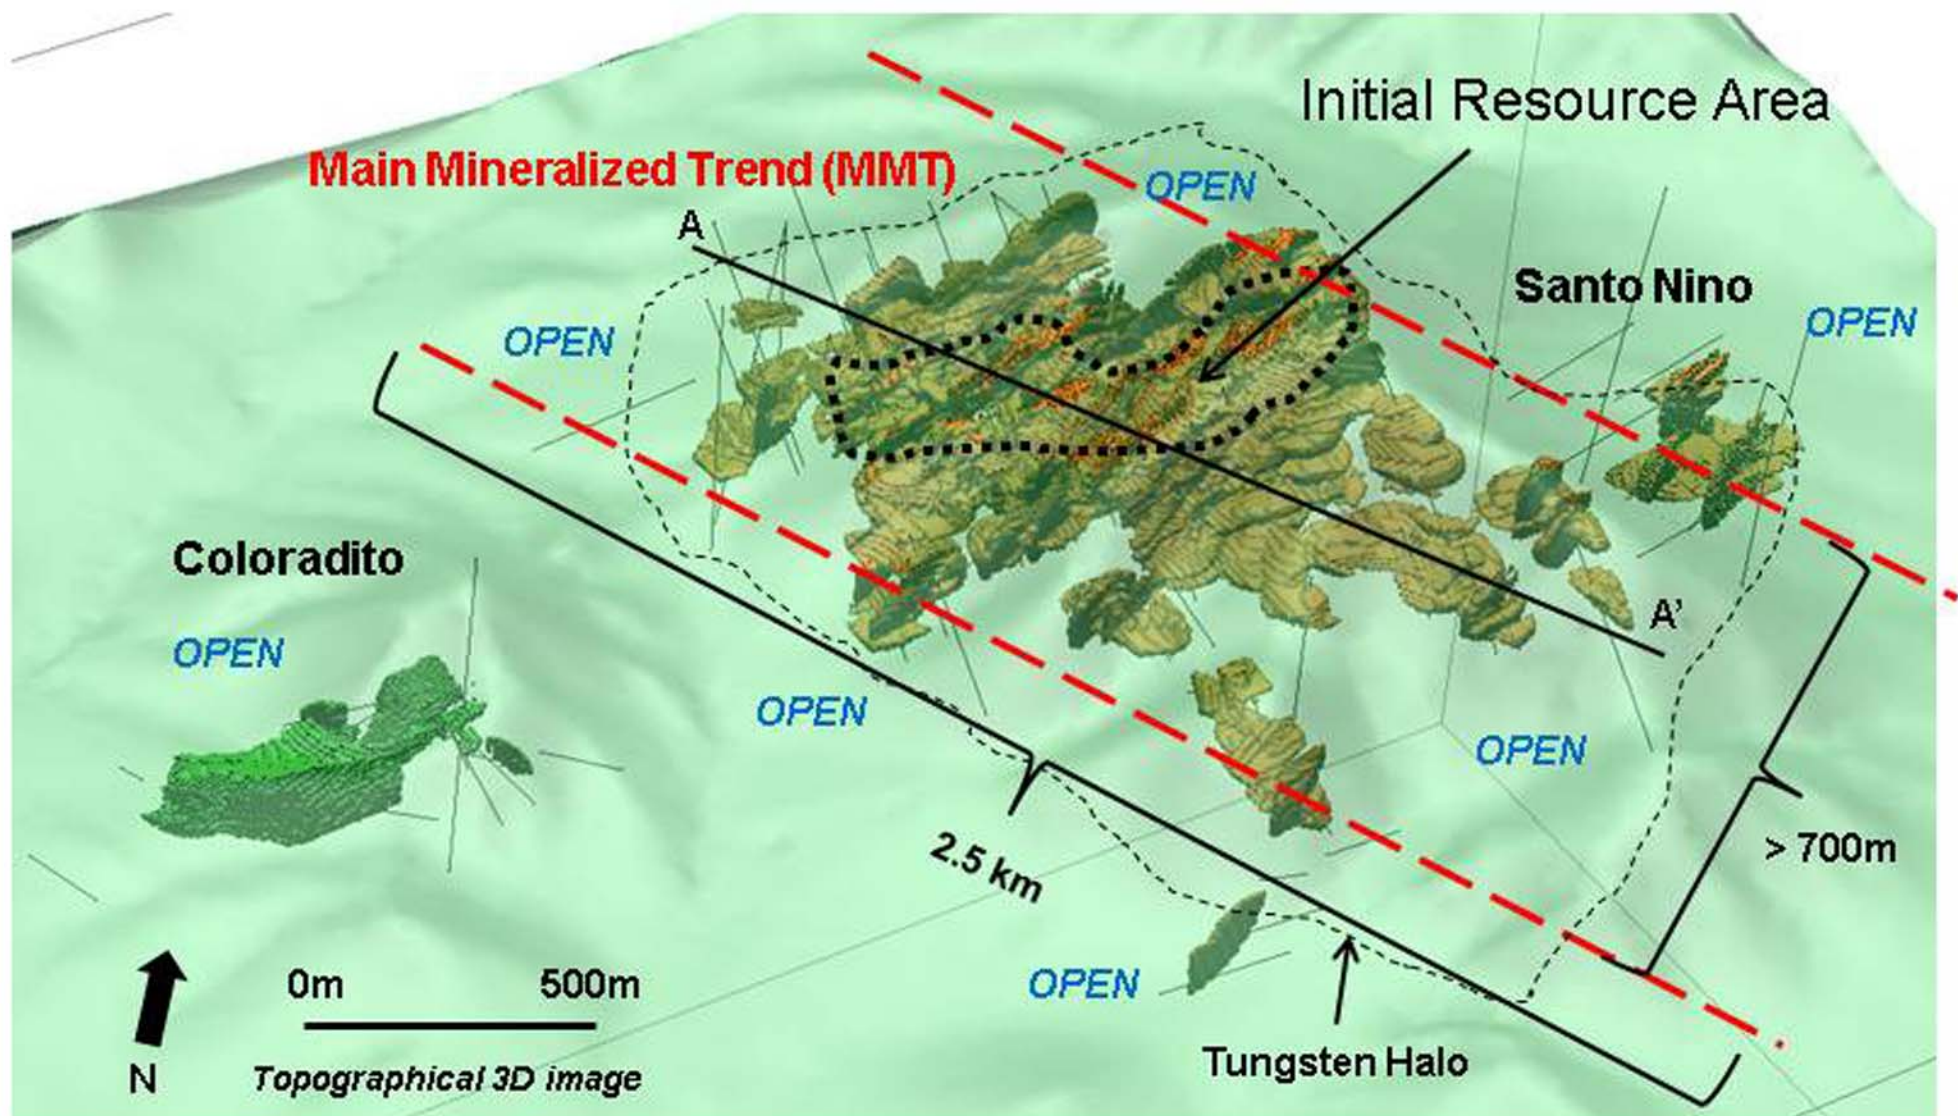 Initial Resource Area
Main Mineralized Trend (MMT)
OPEN
A
Santo Nino
OPEN
OPEN
Coloradito
A'
OPEN
OPEN
OPEN
2.5 km
> 700m
OPEN
0m 500m
Tungsten Halo
N
Topographical 3D image